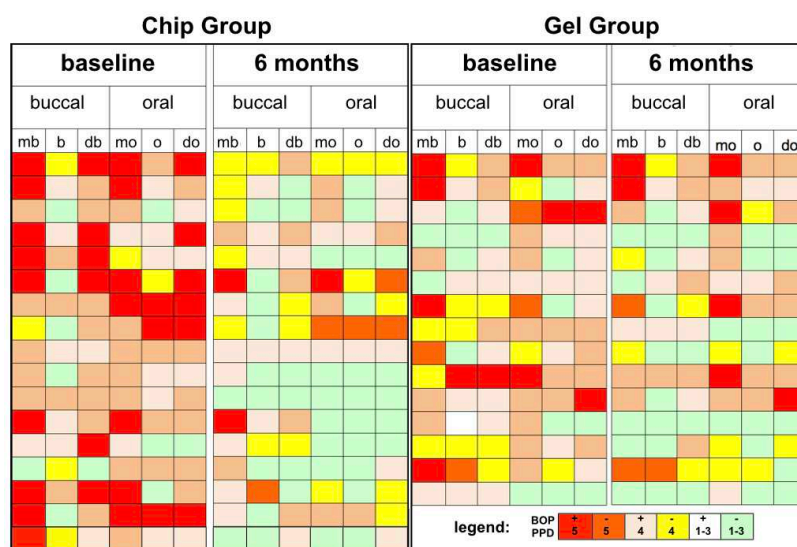 Chip Group Gel Group
baseline 6 months baseline 6 months
buccal oral buccal oral buccal oral buccal oral
mb b db mo o do mb b db mo o do mb b db mo o do mb b db mo o do
legend: BOP + - + - + -
PPD 5 5 4 4 1-3 1-3